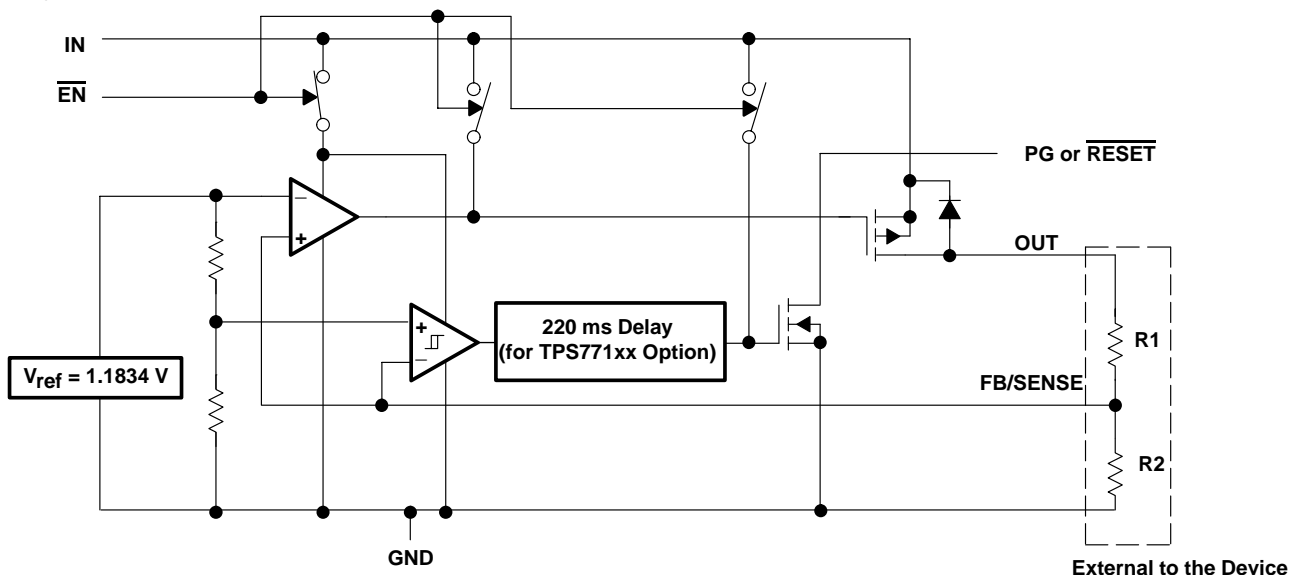 IN
EN
PG or RESET
OUT
220 ms Delay
(for TPS771xx Option)
R1
Vref = 1.1834 V
FB/SENSE
R2
GND
External to the Device